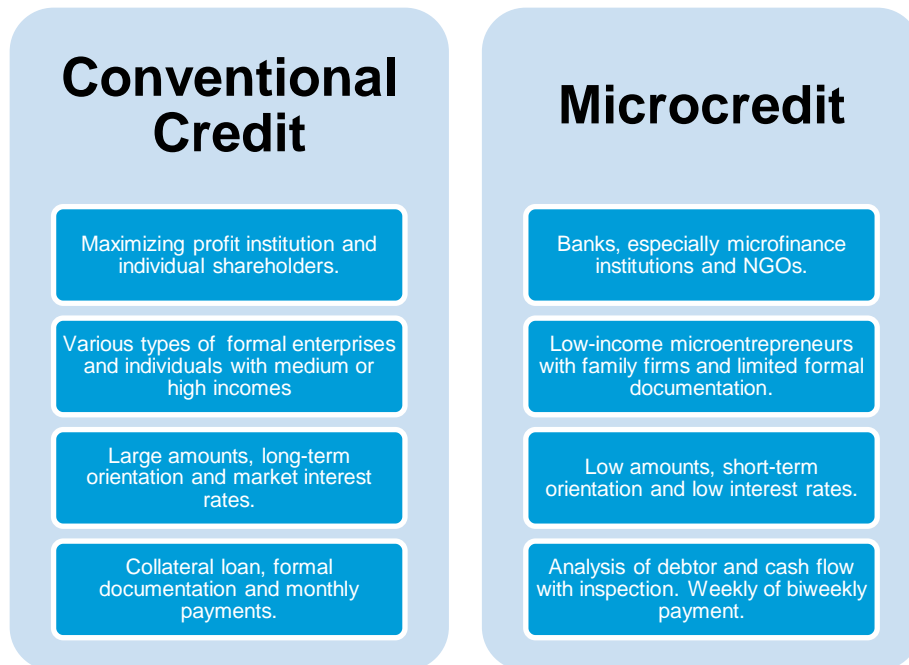 Conventional
Credit
Maximizing profit institution and
individual shareholders.
Various types of  formal enterprises
and individuals with medium or
high incomes
Large amounts, long-term
orientation and market interest
rates.
Collateral loan, formal
documentation and monthly
payments.
Microcredit
Banks, especially microfinance
institutions and NGOs.
Low-income microentrepreneurs
with family firms and limited formal
documentation.
Low amounts, short-term
orientation and low interest rates.
Analysis of debtor and cash flow
with inspection.  Weekly of biweekly
payment.